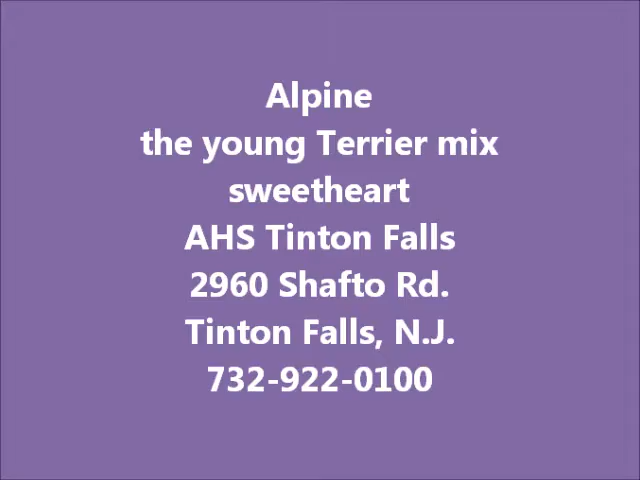 Alpine
the young Terrier mix
sweetheart
AHS Tinton Falls
2960 Shafto Rd.
Tinton Falls, N.J.
732-922-0100